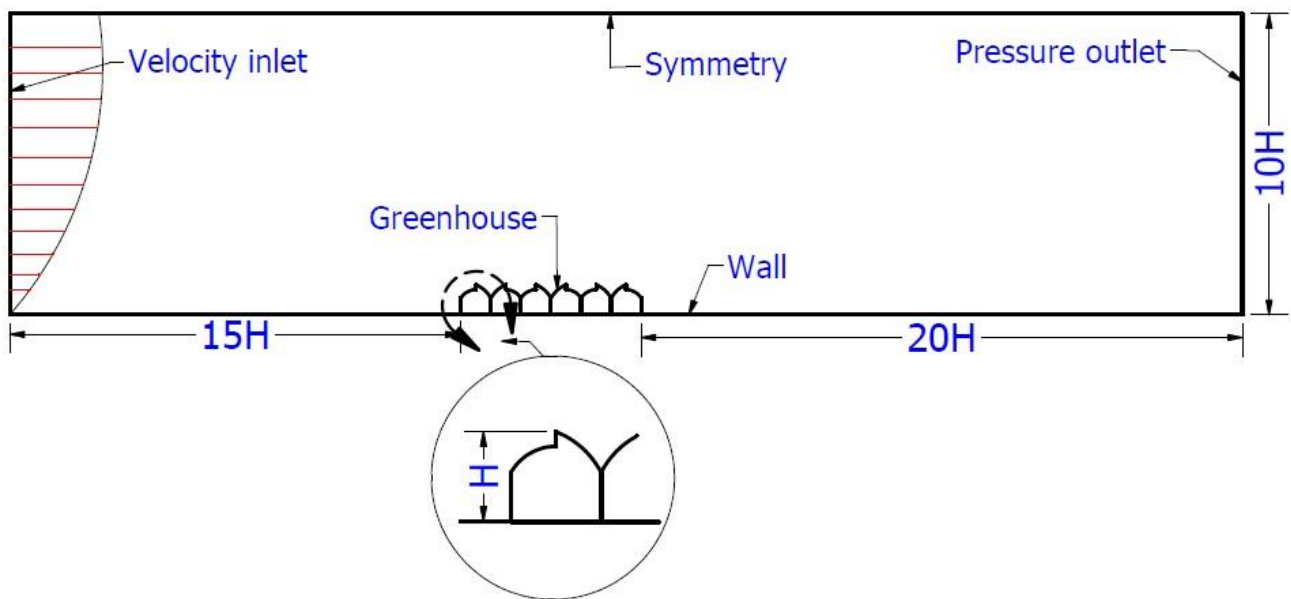 Velocity inlet
Symmetry
Pressure outlet
10H
Greenhouse
Wall
15H
20H
H